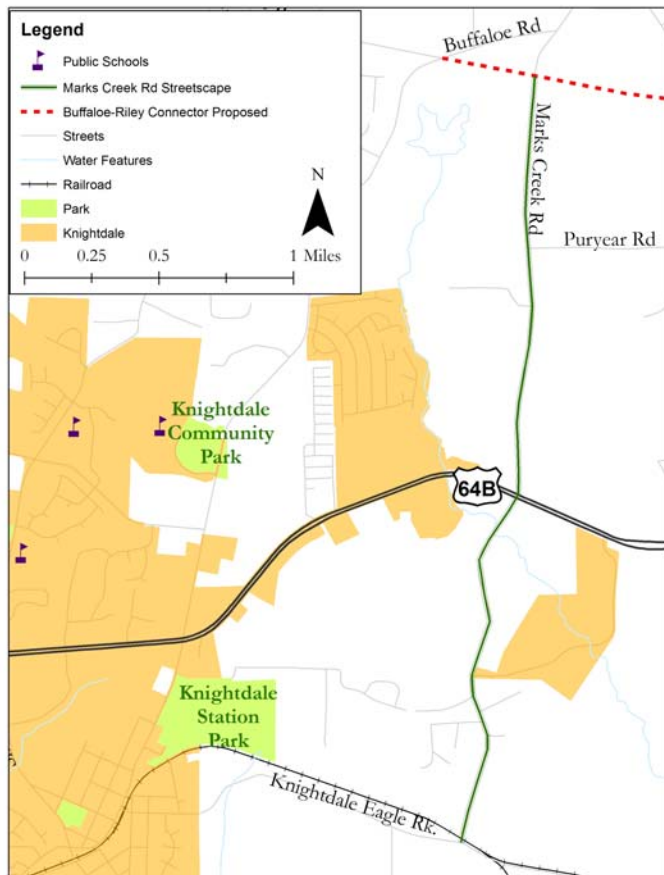 Legend
Public Schools
Marks Creek Rd Streetscape
Buffaloe-Riley Connector Proposed
Streets
Water Features
Railroad
Park
Knightdale
N
0 0.25 0.5 1 Miles
Buffaloe Rd
Marks Creek Rd
Puryear Rd
Knightdale
Community
Park
64B
Knightdale
Station
Park
Knightdale Eagle Rk.